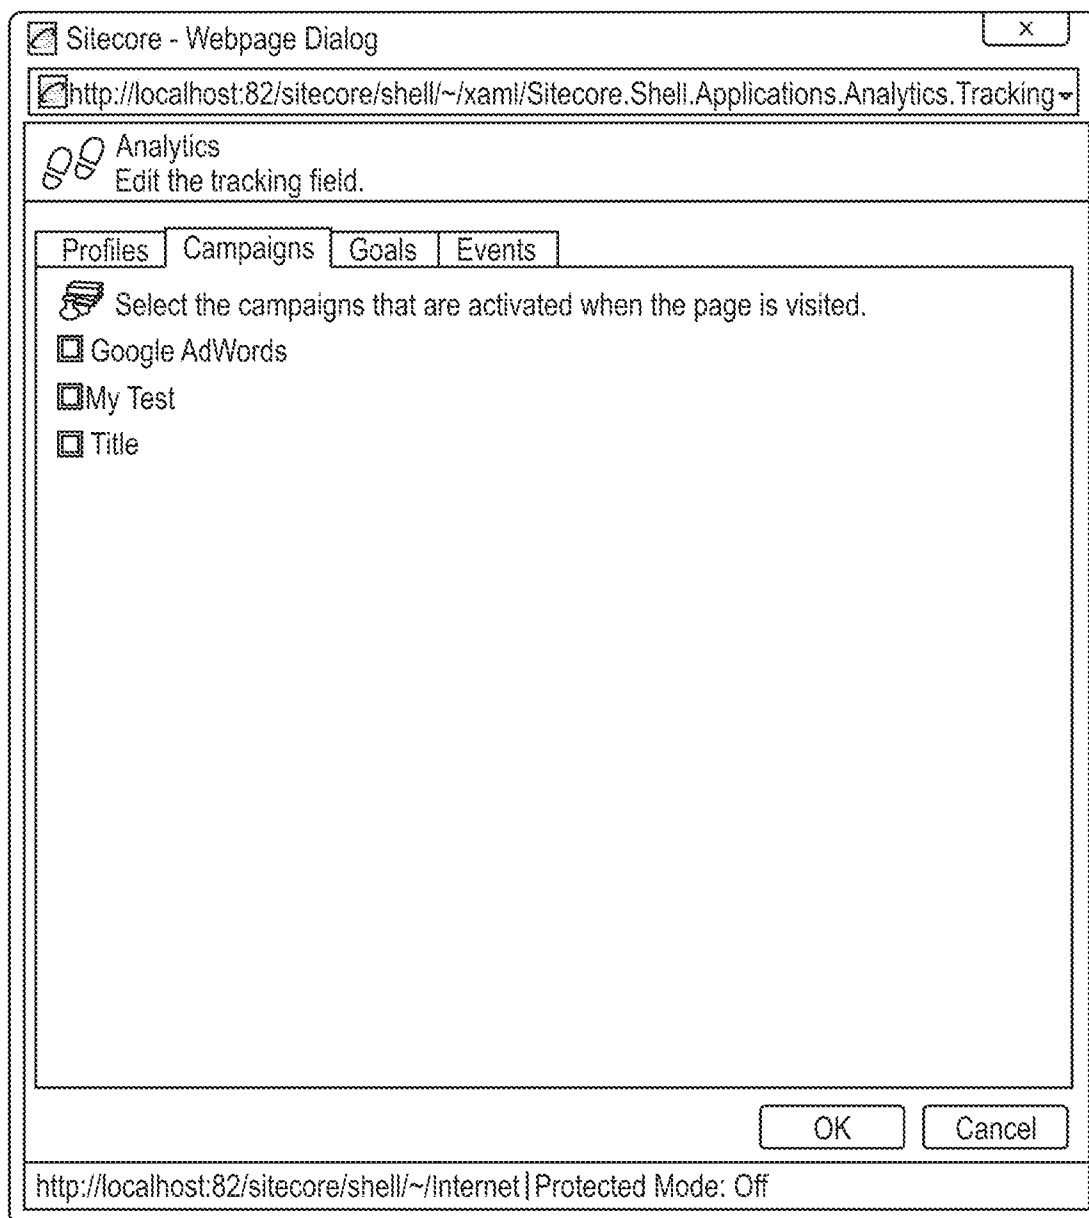 Sitecore - Webpage Dialog
x
http://localhost:82/sitecore/shell/~/xaml/Sitecore.Shell.Applications.Analytics.Tracking
Analytics
Edit the tracking field.
Profiles Campaigns Goals Events
Select the campaigns that are activated when the page is visited.
Google AdWords
My Test
Title
OK Cancel
http://localhost:82/sitecore/shell/~/Internet|Protected Mode: Off